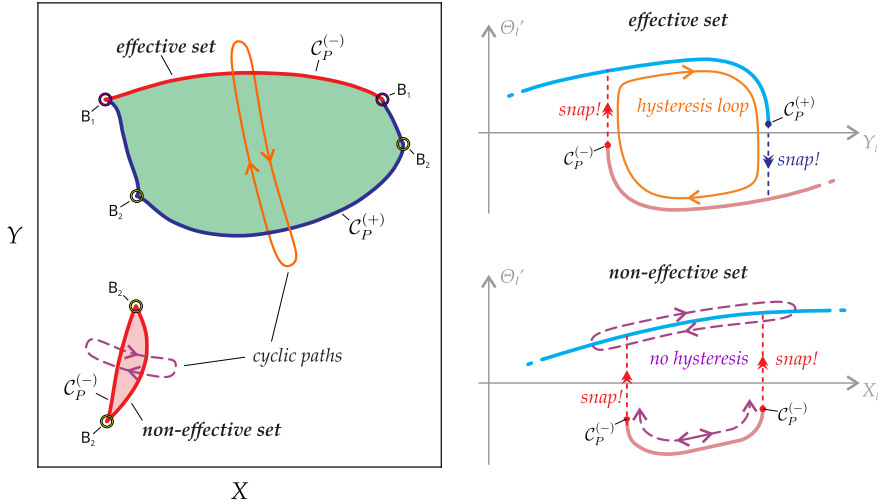 effective set
C_P^(-)
B_1
B_1
B_2
B_2
C_P^(+)
Y
B_2
cyclic paths
C_P^(-)
B_2
non-effective set
X
Θ_l′
effective set
snap!
hysteresis loop
C_P^(+)
C_P^(-)
snap!
Y_l
Θ_l′
non-effective set
no hysteresis
snap!
X_l
snap!
C_P^(-)
C_P^(-)